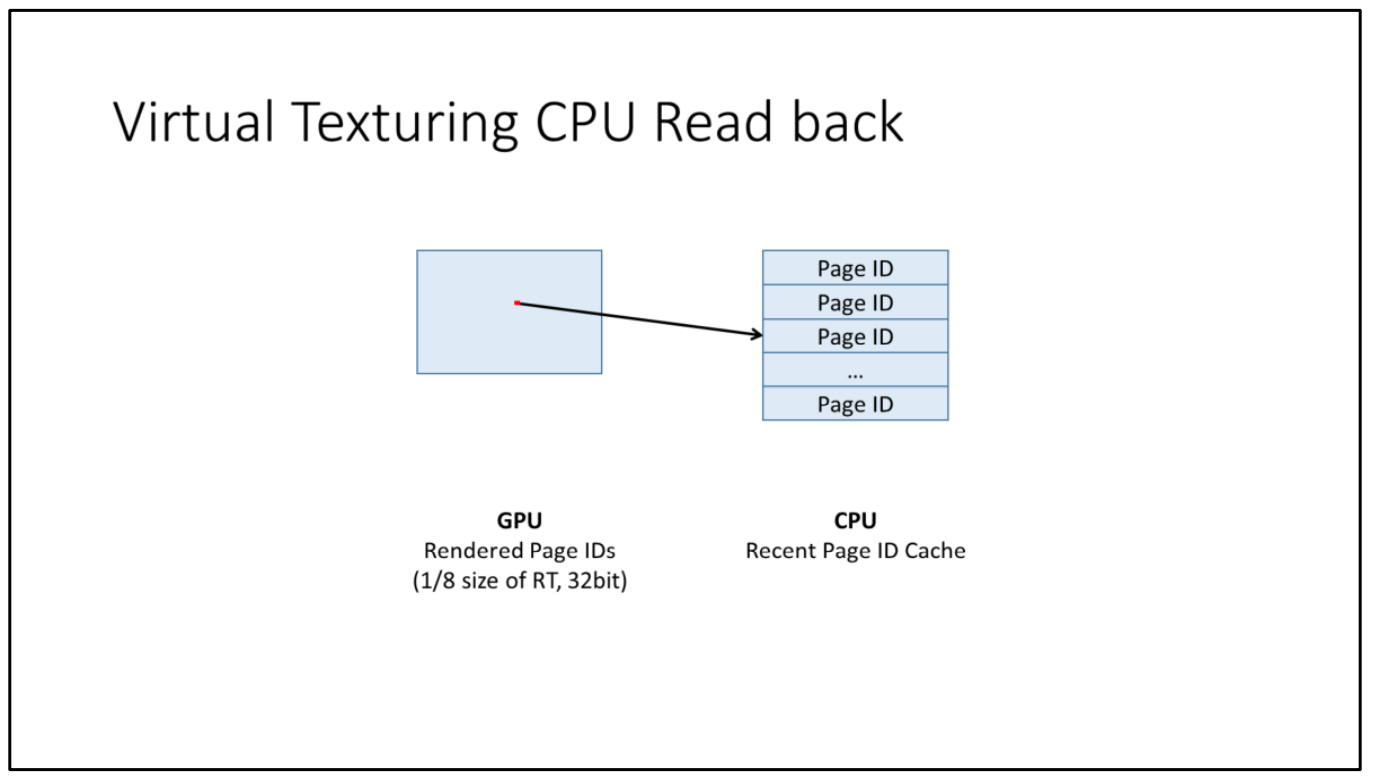 Virtual Texturing CPU Read back
Page ID
Page ID
Page ID
...
Page ID
GPU
Rendered Page IDs
(1/8 size of RT, 32bit)
CPU
Recent Page ID Cache